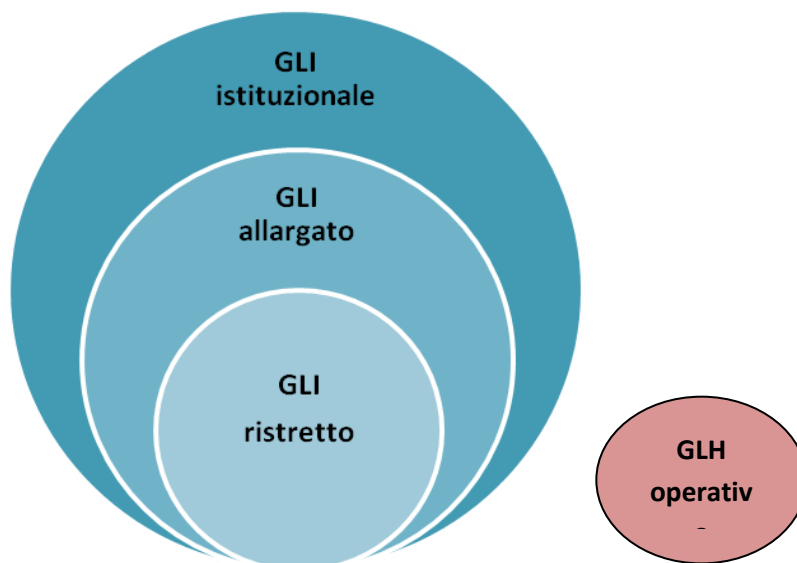 GLI
istituzionale
GLI
allargato
GLI
ristretto
GLH
operativ